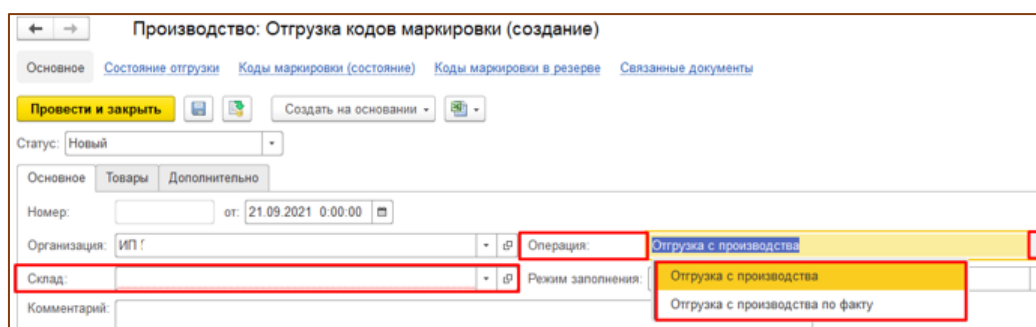 Производство: Отгрузка кодов маркировки (создание)
Основное Состояние отгрузки Коды маркировки (состояние) Коды маркировки в резерве Связанные документы
Провести и закрыть Создать на основании
Статус: Новый
Основное Товары Дополнительно
Номер: от: 21.09.2021 0:00:00
Организация: ИП Операция: Отгрузка с производства
Склад: Режим заполнения: Отгрузка с производства
Отгрузка с производства по факту
Комментарий: